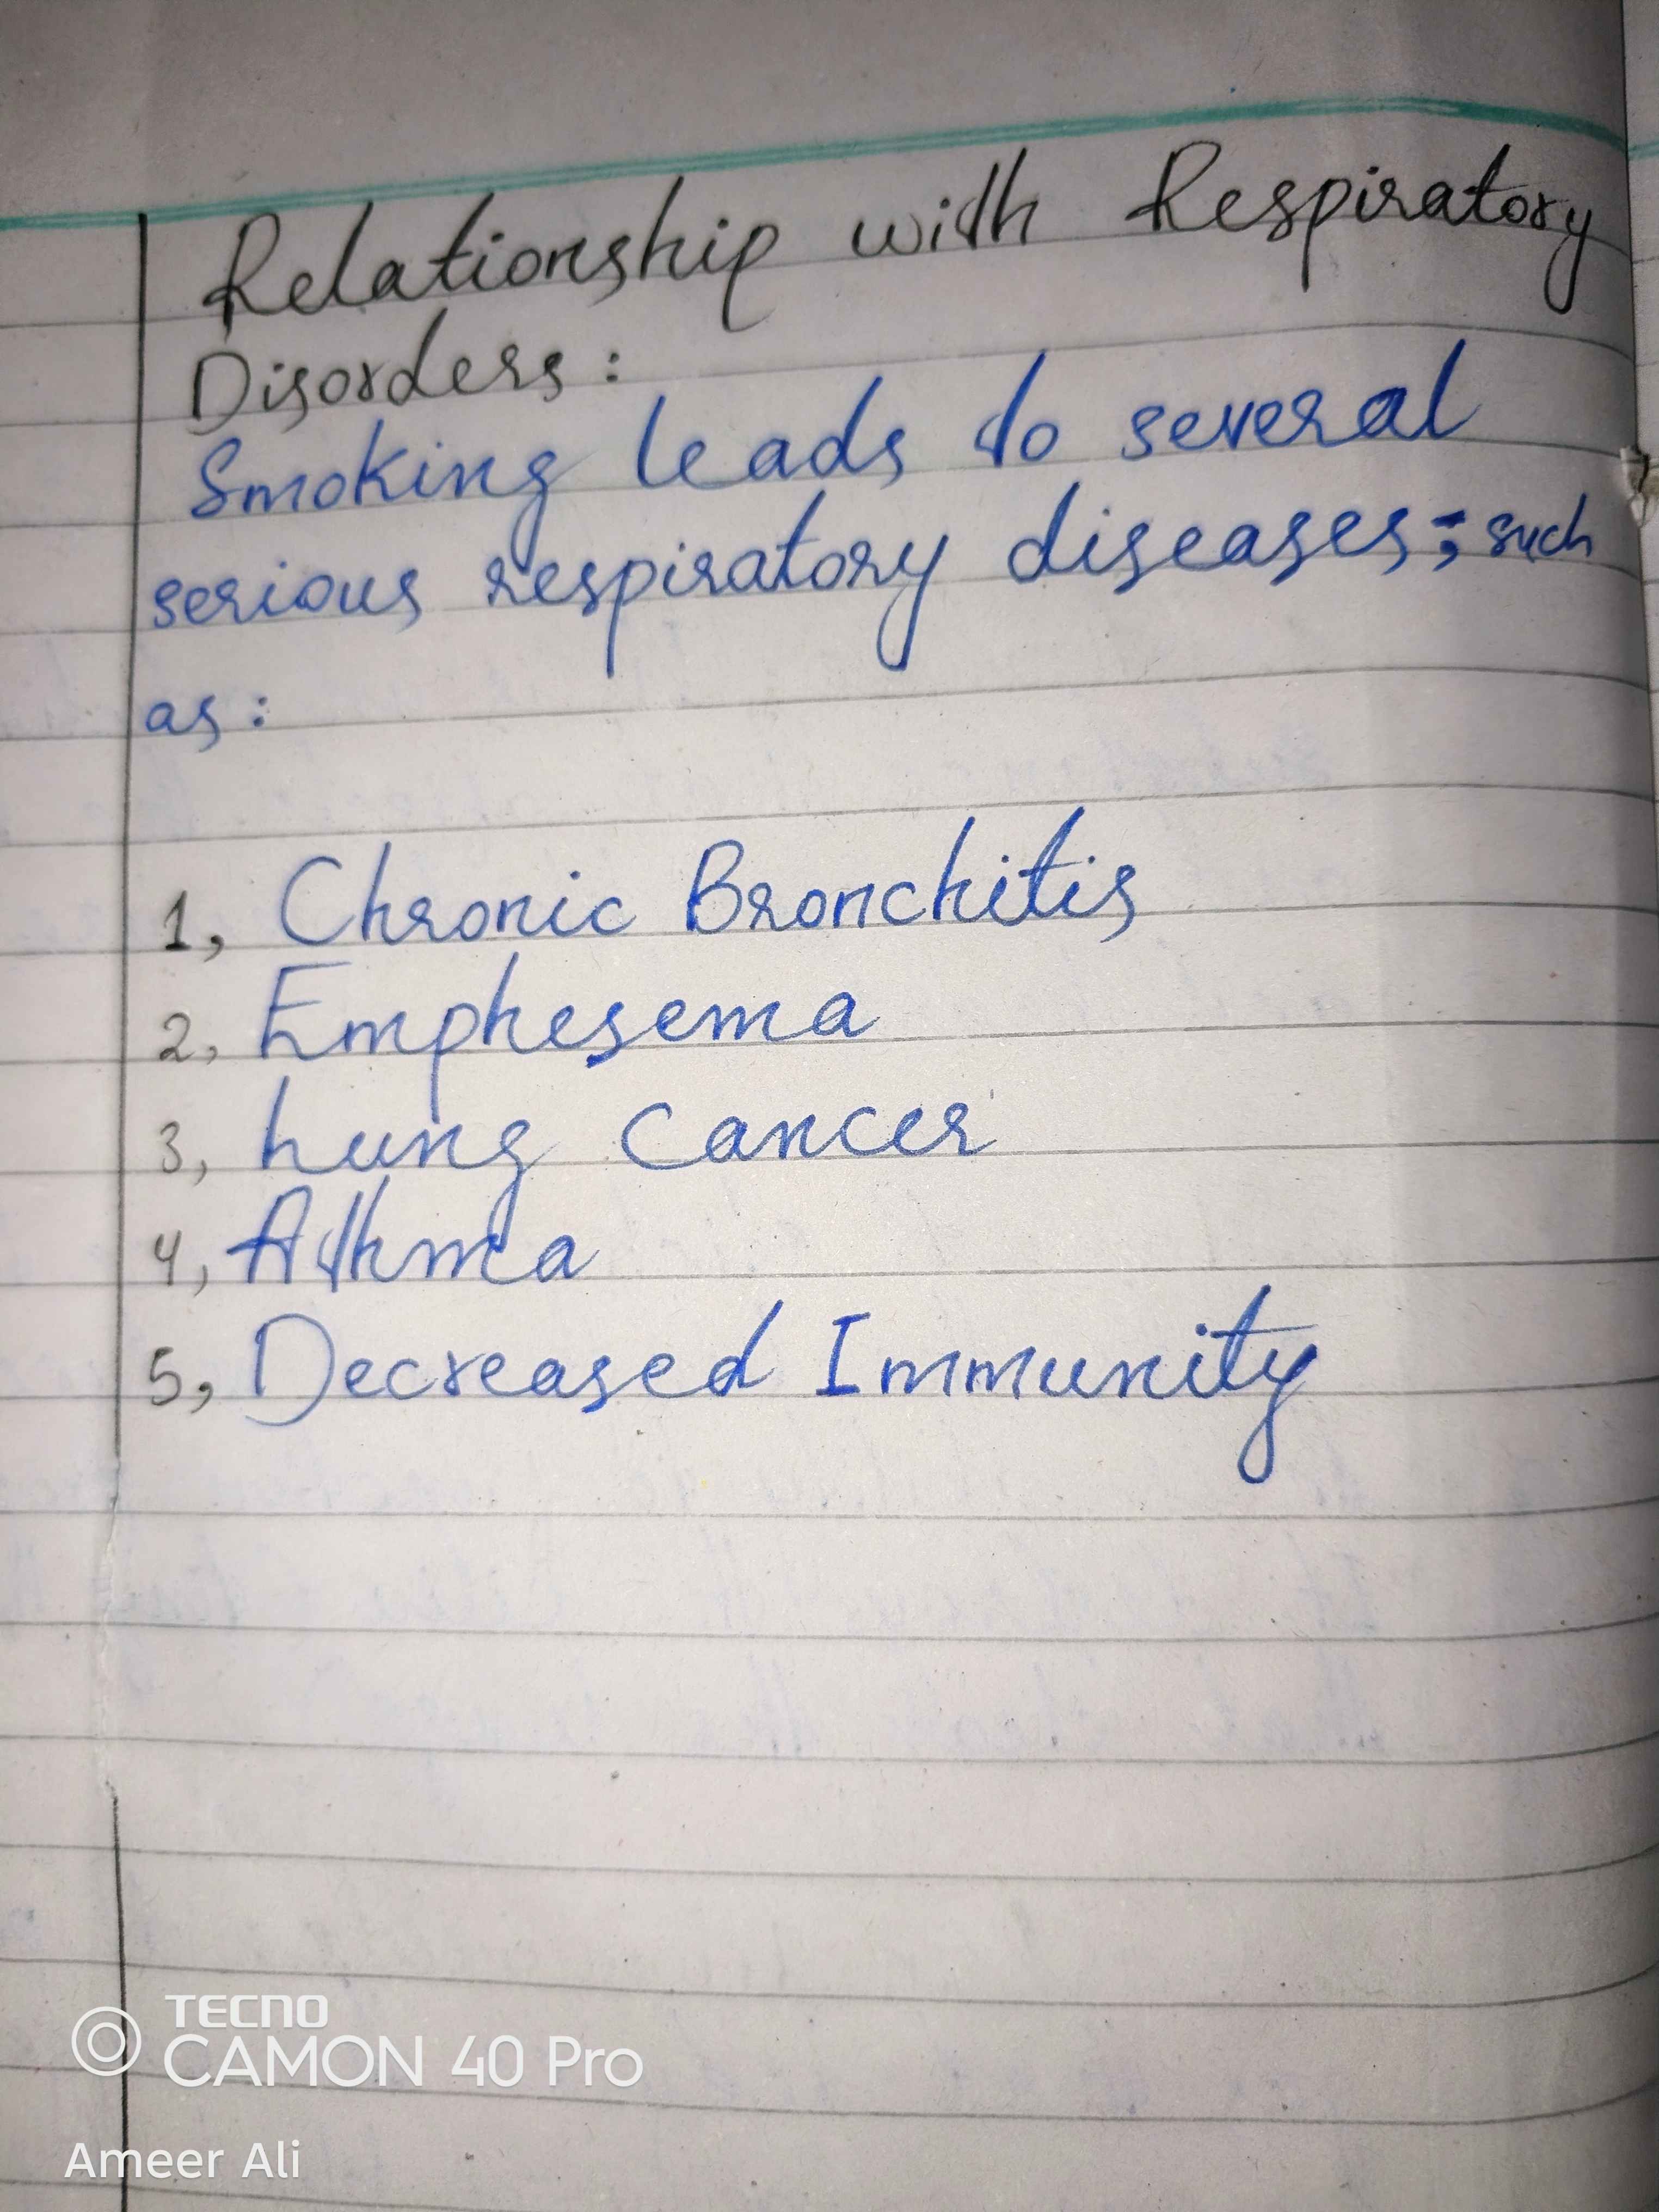 Relationship with Respiratory
Disorders:
Smoking leads to several
serious respiratory diseases; such
as:
1, Chronic Bronchitis
2, Emphesema
3, Lung Cancer
4, Athma
5, Decreased Immunity
TECNO
CAMON 40 Pro
Ameer Ali